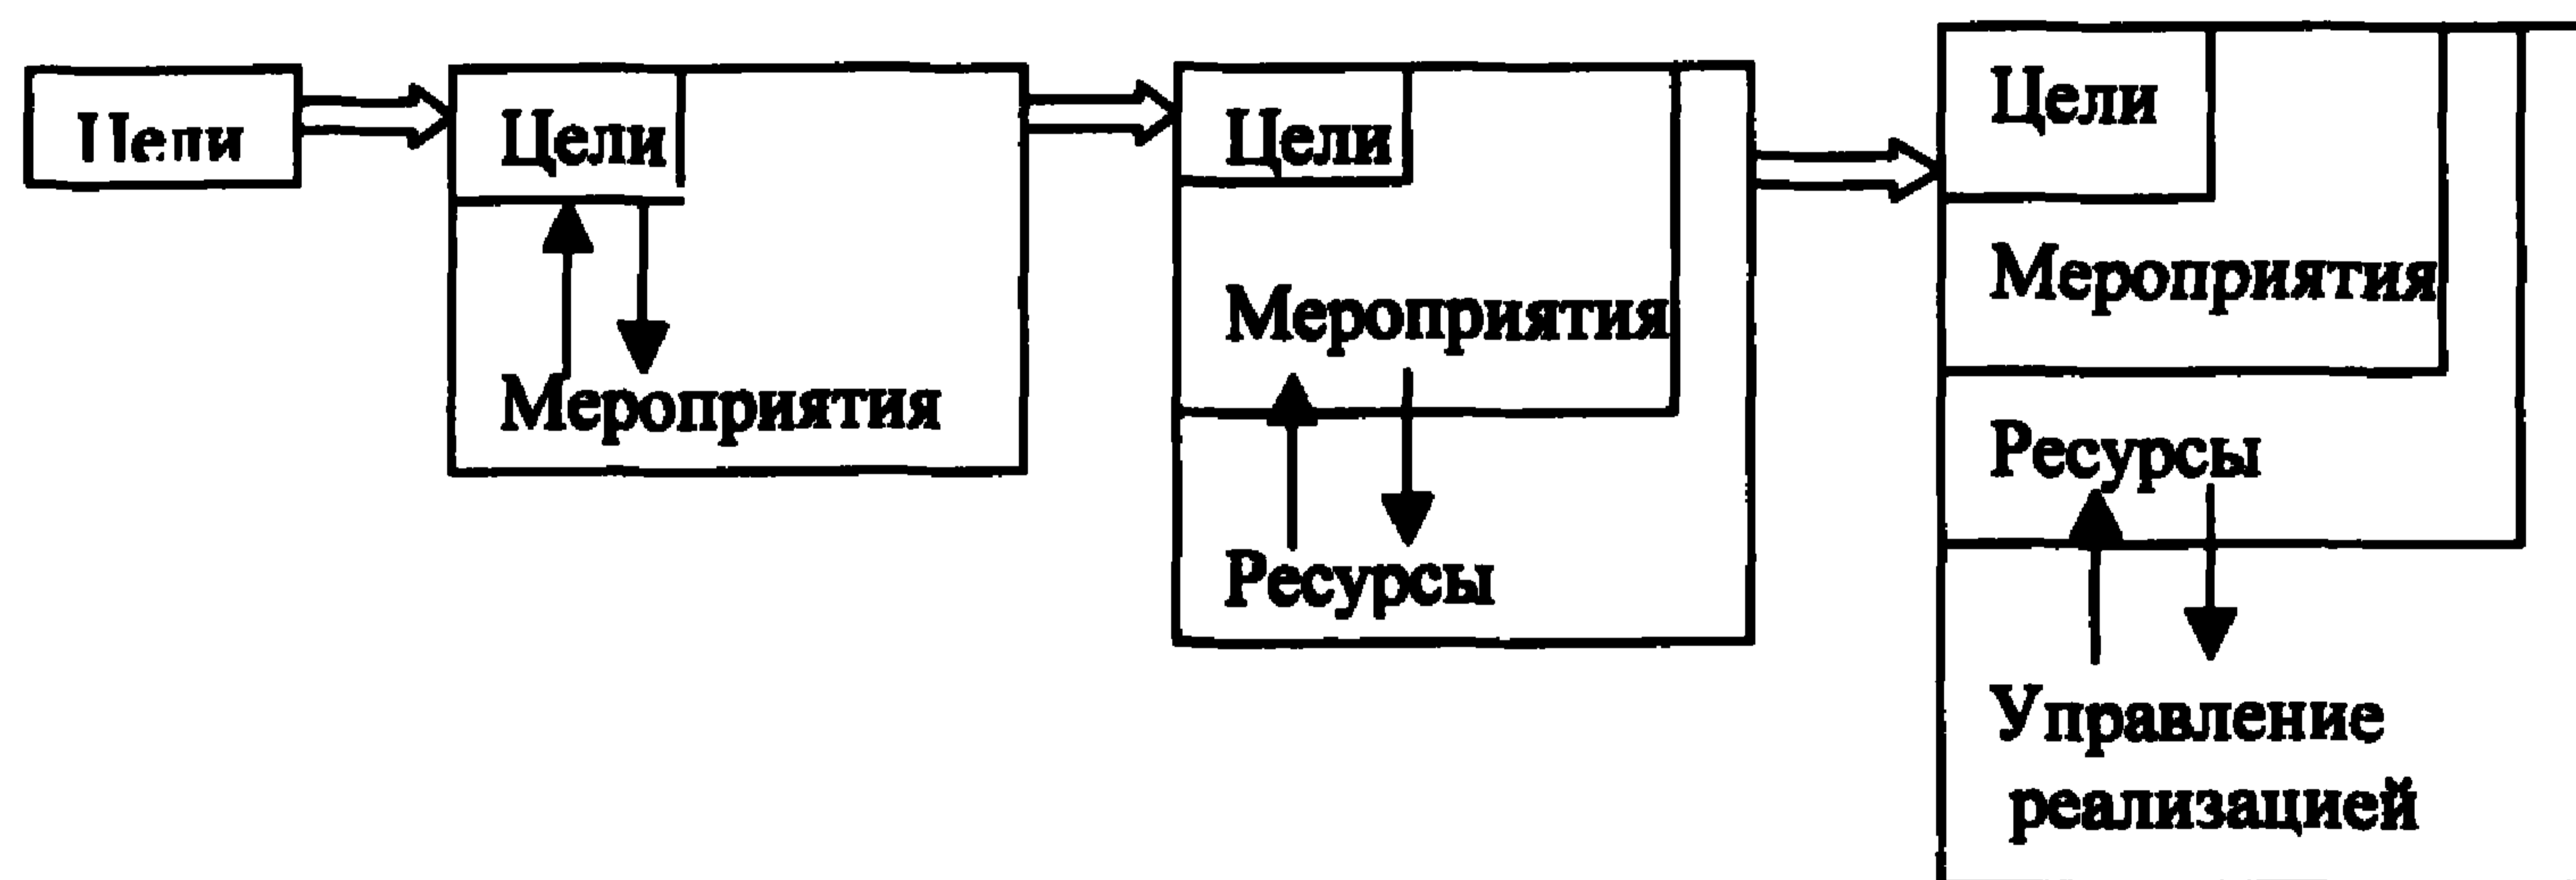 Цели
Цели
Мероприятия
Цели
Мероприятия
Ресурсы
Цели
Мероприятия
Ресурсы
Управление
реализацией